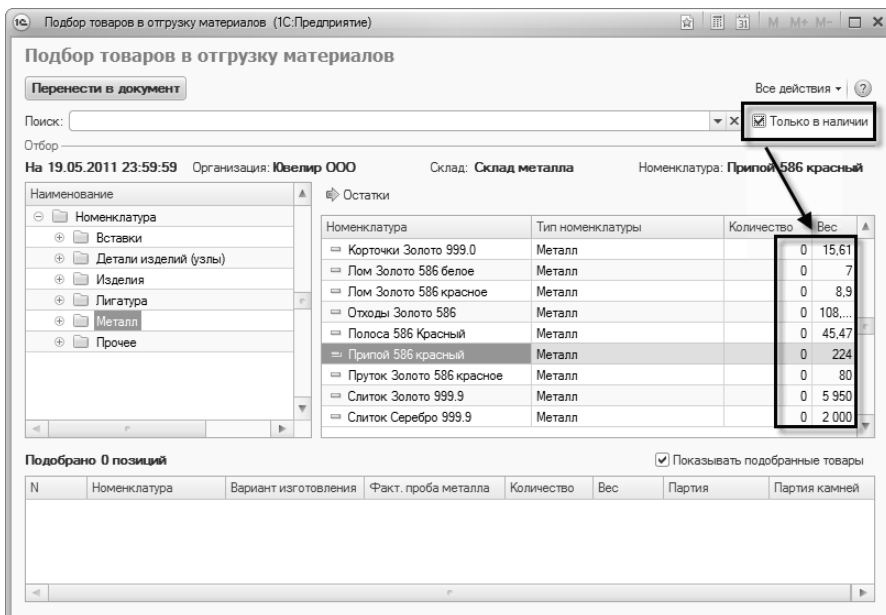 Подбор товаров в отгрузку материалов (1С:Предприятие)
M M+ M-
Подбор товаров в отгрузку материалов
Перенести в документ
Все действия
?
Поиск:
Только в наличии
Отбор
На 19.05.2011 23:59:59 Организация: Ювелир ООО Склад: Склад металла Номенклатура: Припой 586 красный
Наименование
Остатки
Номенклатура
Вставки
Детали изделий (узлы)
Изделия
Лигатура
Металл
Прочее
Номенклатура Тип номенклатуры Количество Вес
Корточки Золото 999.0 Металл 0 15,61
Лом Золото 586 белое Металл 0 7
Лом Золото 586 красное Металл 0 8,9
Отходы Золото 586 Металл 0 108,...
Полоса 586 Красный Металл 0 45,47
Припой 586 красный Металл 0 224
Пруток Золото 586 красное Металл 0 80
Слиток Золото 999.9 Металл 0 5 950
Слиток Серебро 999.9 Металл 0 2 000
Подобрано 0 позиций
Показывать подобранные товары
N Номенклатура Вариант изготовления Факт. проба металла Количество Вес Партия Партия камней